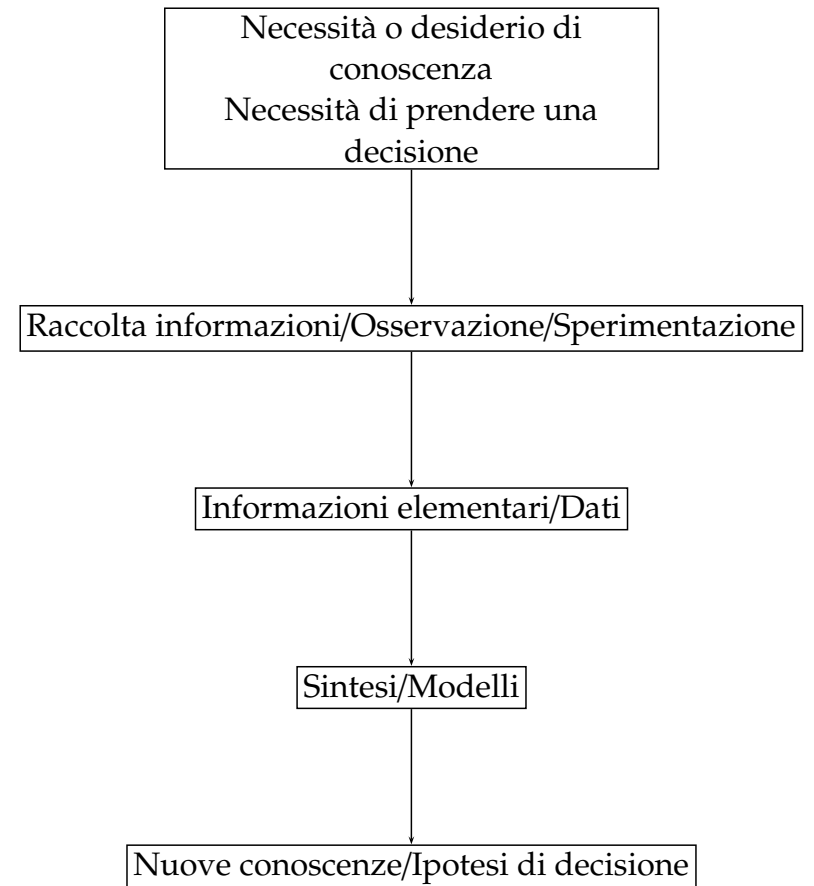 Necessità o desiderio di
conoscenza
Necessità di prendere una
decisione
Raccolta informazioni/Osservazione/Sperimentazione
Informazioni elementari/Dati
Sintesi/Modelli
Nuove conoscenze/Ipotesi di decisione